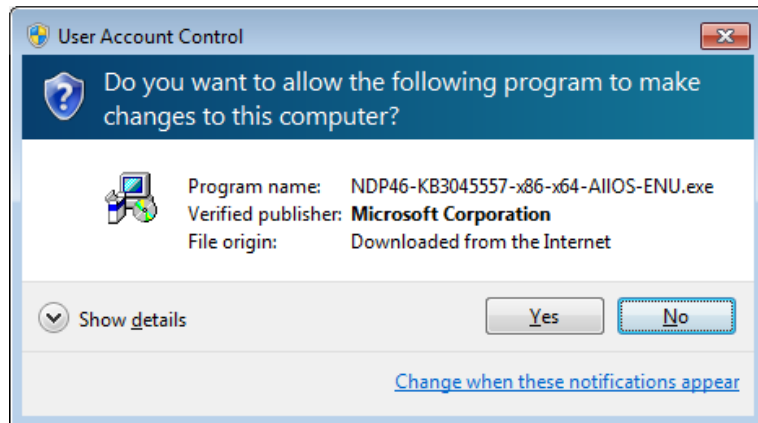 User Account Control
Do you want to allow the following program to make
changes to this computer?
Program name: NDP46-KB3045557-x86-x64-AllOS-ENU.exe
Verified publisher: Microsoft Corporation
File origin: Downloaded from the Internet
Show details
Yes
No
Change when these notifications appear